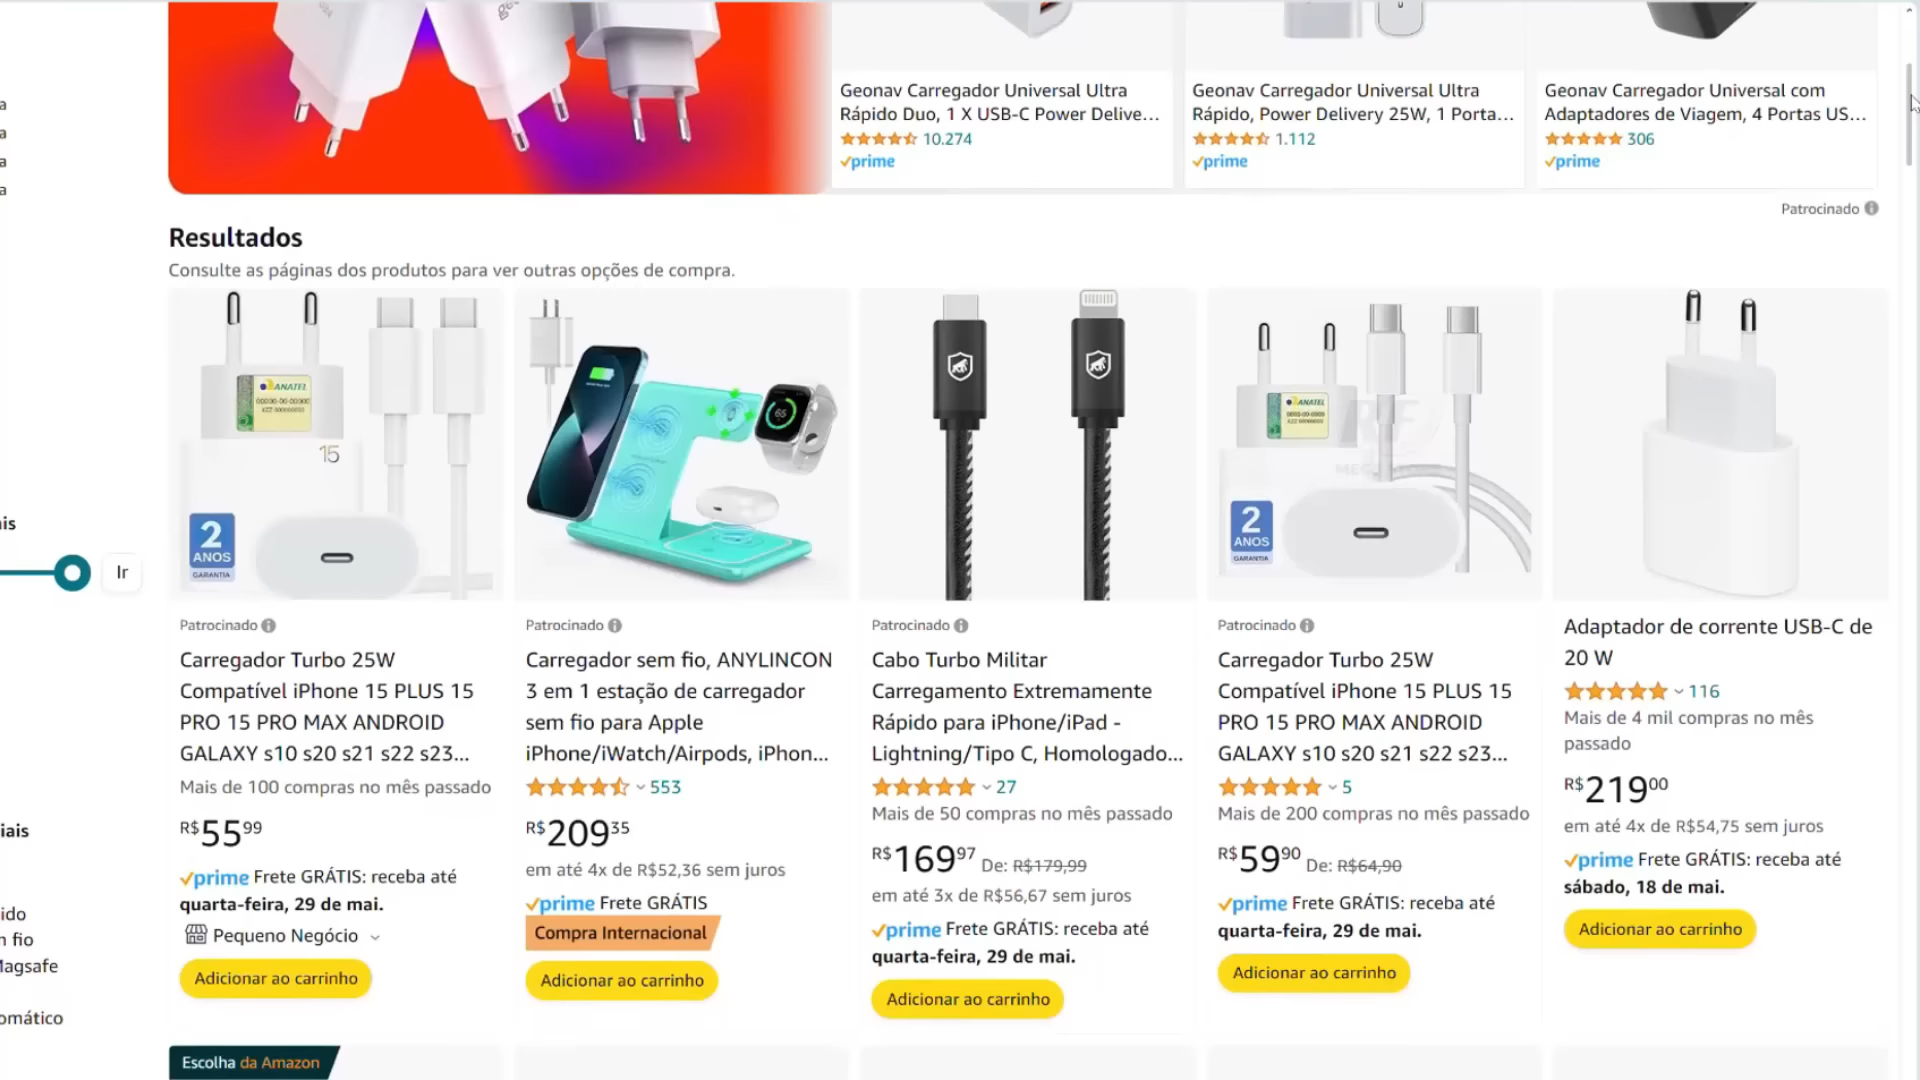 Geonav Carregador Universal Ultra
Rápido Duo, 1 X USB-C Power Delive...
10.274
prime
Geonav Carregador Universal Ultra
Rápido, Power Delivery 25W, 1 Porta...
1.112
prime
Geonav Carregador Universal com
Adaptadores de Viagem, 4 Portas US...
306
prime
Patrocinado
Resultados
Consulte as páginas dos produtos para ver outras opções de compra.
ANATEL
15
2
ANOS
GARANTIA
65
ANATEL
2
ANOS
GARANTIA
Ir
Patrocinado
Carregador Turbo 25W
Compatível iPhone 15 PLUS 15
PRO 15 PRO MAX ANDROID
GALAXY s10 s20 s21 s22 s23...
Mais de 100 compras no mês passado
R$5599
prime Frete GRÁTIS: receba até
quarta-feira, 29 de mai.
Pequeno Negócio
Adicionar ao carrinho
Patrocinado
Carregador sem fio, ANYLINCON
3 em 1 estação de carregador
sem fio para Apple
iPhone/iWatch/Airpods, iPhon...
553
R$20935
em até 4x de R$52,36 sem juros
prime Frete GRÁTIS
Compra Internacional
Adicionar ao carrinho
Patrocinado
Cabo Turbo Militar
Carregamento Extremamente
Rápido para iPhone/iPad -
Lightning/Tipo C, Homologado...
27
Mais de 50 compras no mês passado
R$16997 De: R$179,99
em até 3x de R$56,67 sem juros
prime Frete GRÁTIS: receba até
quarta-feira, 29 de mai.
Adicionar ao carrinho
Patrocinado
Carregador Turbo 25W
Compatível iPhone 15 PLUS 15
PRO 15 PRO MAX ANDROID
GALAXY s10 s20 s21 s22 s23...
5
Mais de 200 compras no mês passado
R$5990 De: R$64,90
prime Frete GRÁTIS: receba até
quarta-feira, 29 de mai.
Adicionar ao carrinho
Adaptador de corrente USB-C de
20 W
116
Mais de 4 mil compras no mês
passado
R$21900
em até 4x de R$54,75 sem juros
prime Frete GRÁTIS: receba até
sábado, 18 de mai.
Adicionar ao carrinho
fio
Escolha da Amazon